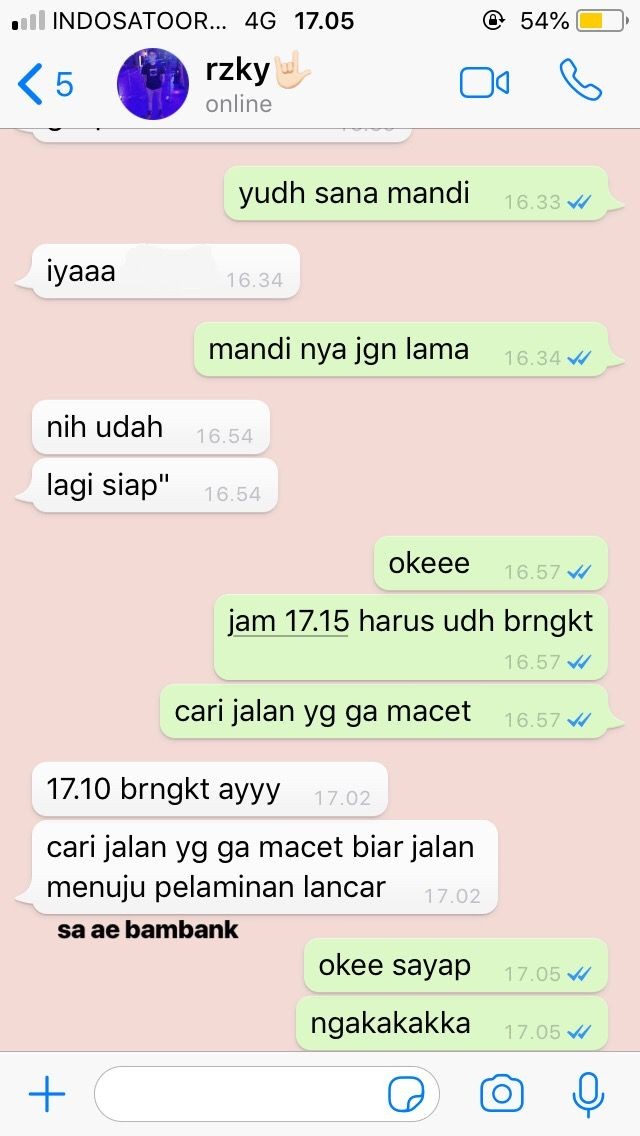 INDOSATOOR... 4G 17.05 54%
5
rzky🤟🏻
online
yudh sana mandi 16.33
iyaaa 16.34
mandi nya jgn lama 16.34
nih udah 16.54
lagi siap" 16.54
okeee 16.57
jam 17.15 harus udh brngkt
16.57
cari jalan yg ga macet 16.57
17.10 brngkt ayyy 17.02
cari jalan yg ga macet biar jalan
menuju pelaminan lancar 17.02
sa ae bambank
okee sayap 17.05
ngakakakka 17.05